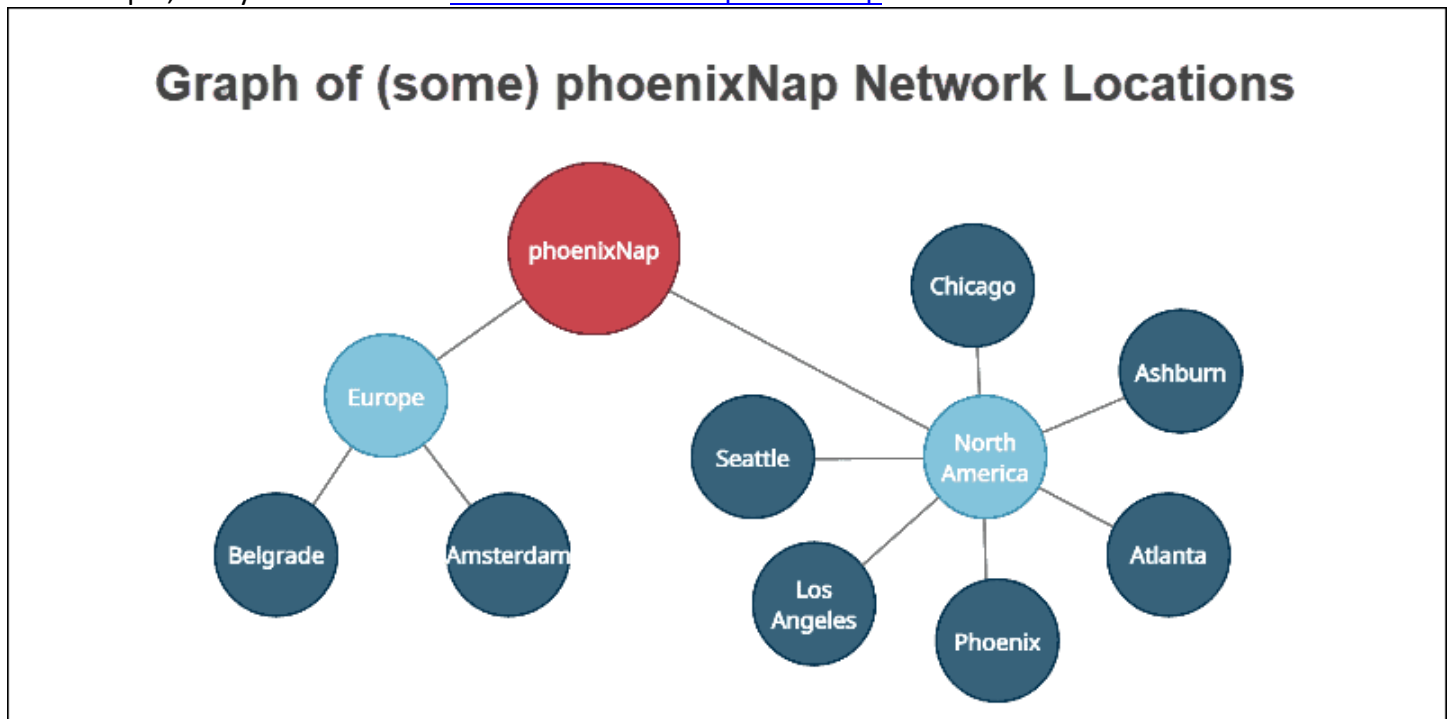 Graph of (some) phoenixNap Network Locations
phoenixNap
Chicago
Ashburn
Europe
North
America
Seattle
Belgrade
Amsterdam
Atlanta
Los
Angeles
Phoenix